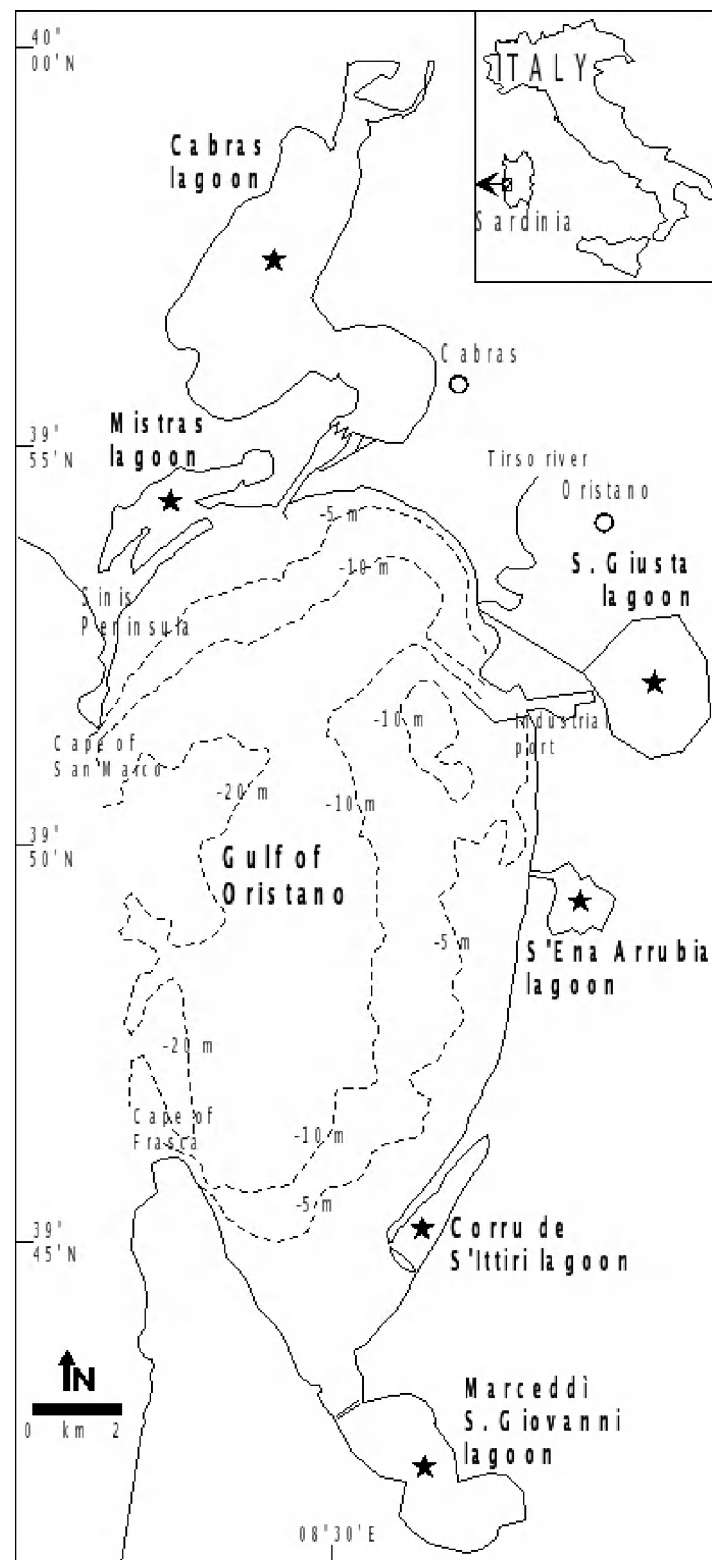 40°
00'N
ITALY
Sardinia
Cabras
lagoon
Cabras
Mistras
lagoon
39°
55'N
Tirso river
Oristano
-5 m
S. Giusta
lagoon
-10 m
Sinis
Peninsula
-10 m
Industrial
port
Cape of
San Marco
-20 m
-10 m
39°
50'N
Gulf of
Oristano
-5 m
S'Ena Arrubia
lagoon
-20 m
Cape of
Frasca
-10 m
-5 m
39°
45'N
Corru de
S'Ittiri lagoon
N
0 km 2
Marceddì
S. Giovanni
lagoon
08°30'E